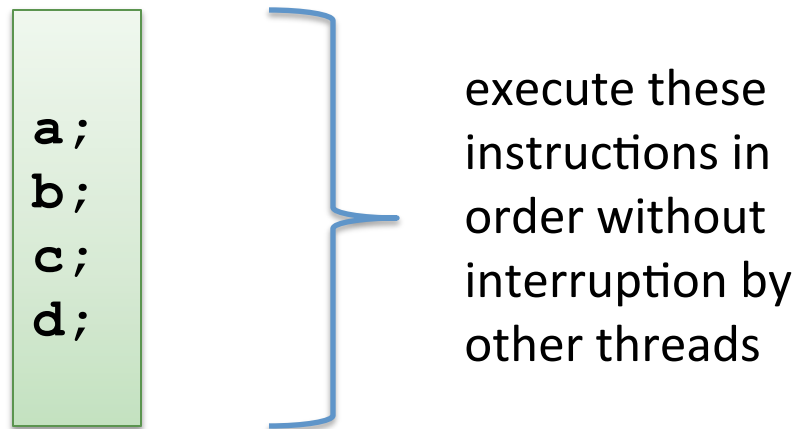 a;
b;
c;
d;
execute these
instructions in
order without
interruption by
other threads